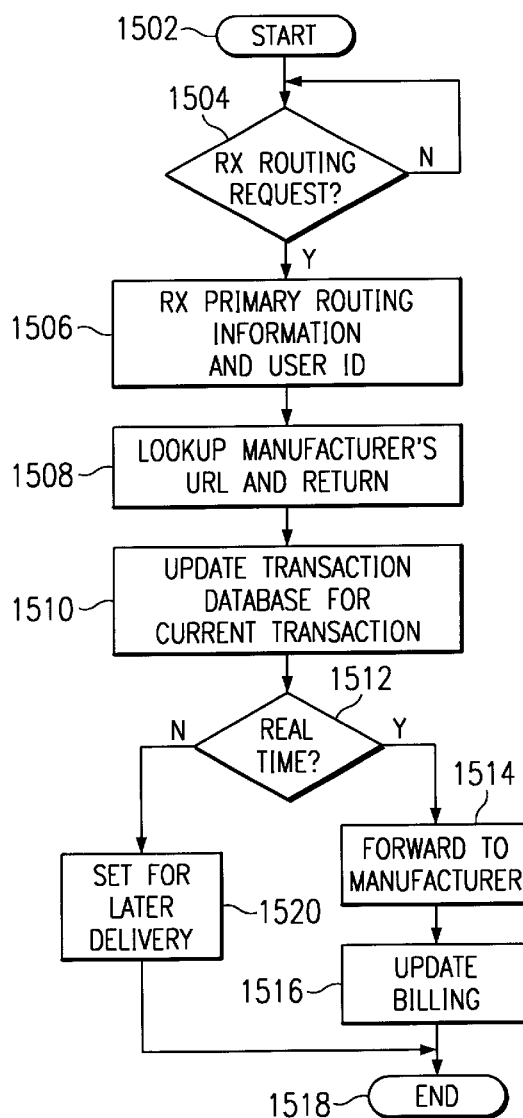 1502
START
1504
RX ROUTING
REQUEST?
N
Y
1506
RX PRIMARY ROUTING
INFORMATION
AND USER ID
1508
LOOKUP MANUFACTURER'S
URL AND RETURN
1510
UPDATE TRANSACTION
DATABASE FOR
CURRENT TRANSACTION
1512
N
REAL
TIME?
Y
1514
FORWARD TO
MANUFACTURER
SET FOR
LATER
DELIVERY
1520
1516
UPDATE
BILLING
1518
END